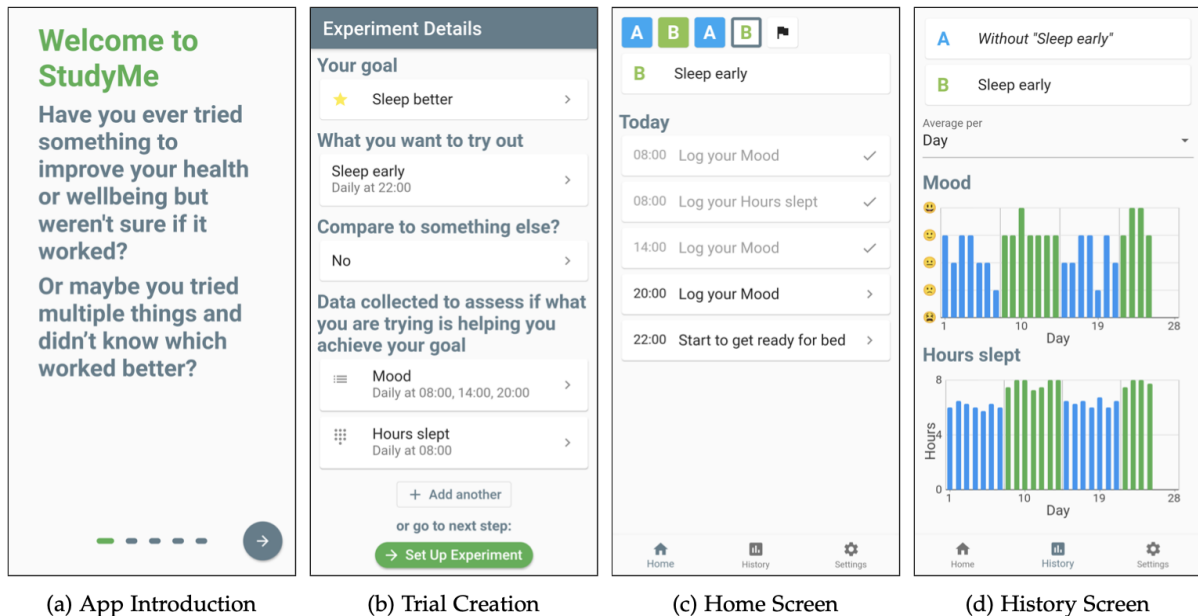 Welcome to
StudyMe
Have you ever tried
something to
improve your health
or wellbeing but
weren't sure if it
worked?
Or maybe you tried
multiple things and
didn't know which
worked better?
(a) App Introduction
Experiment Details
Your goal
Sleep better
What you want to try out
Sleep early
Daily at 22:00
Compare to something else?
No
Data collected to assess if what
you are trying is helping you
achieve your goal
Mood
Daily at 08:00, 14:00, 20:00
Hours slept
Daily at 08:00
+ Add another
or go to next step:
→ Set Up Experiment
(b) Trial Creation
A B A B
B Sleep early
Today
08:00 Log your Mood
08:00 Log your Hours slept
14:00 Log your Mood
20:00 Log your Mood
22:00 Start to get ready for bed
Home History Settings
(c) Home Screen
A Without "Sleep early"
B Sleep early
Average per
Day
Mood
1 10 19 28
Day
Hours slept
8
4
0
Hours
1 10 19 28
Day
Home History Settings
(d) History Screen